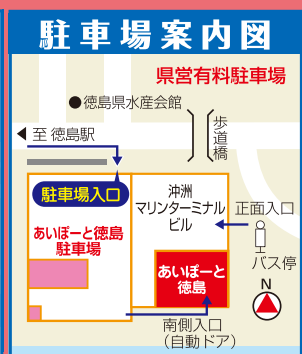 駐車場案内図
県営有料駐車場
●徳島県水産会館
◀至 徳島駅
歩道橋
駐車場入口
沖洲
マリンターミナル
ビル
正面入口
あいぽーと徳島
駐車場
バス停
あいぽーと
徳島
N
南側入口
(自動ドア)